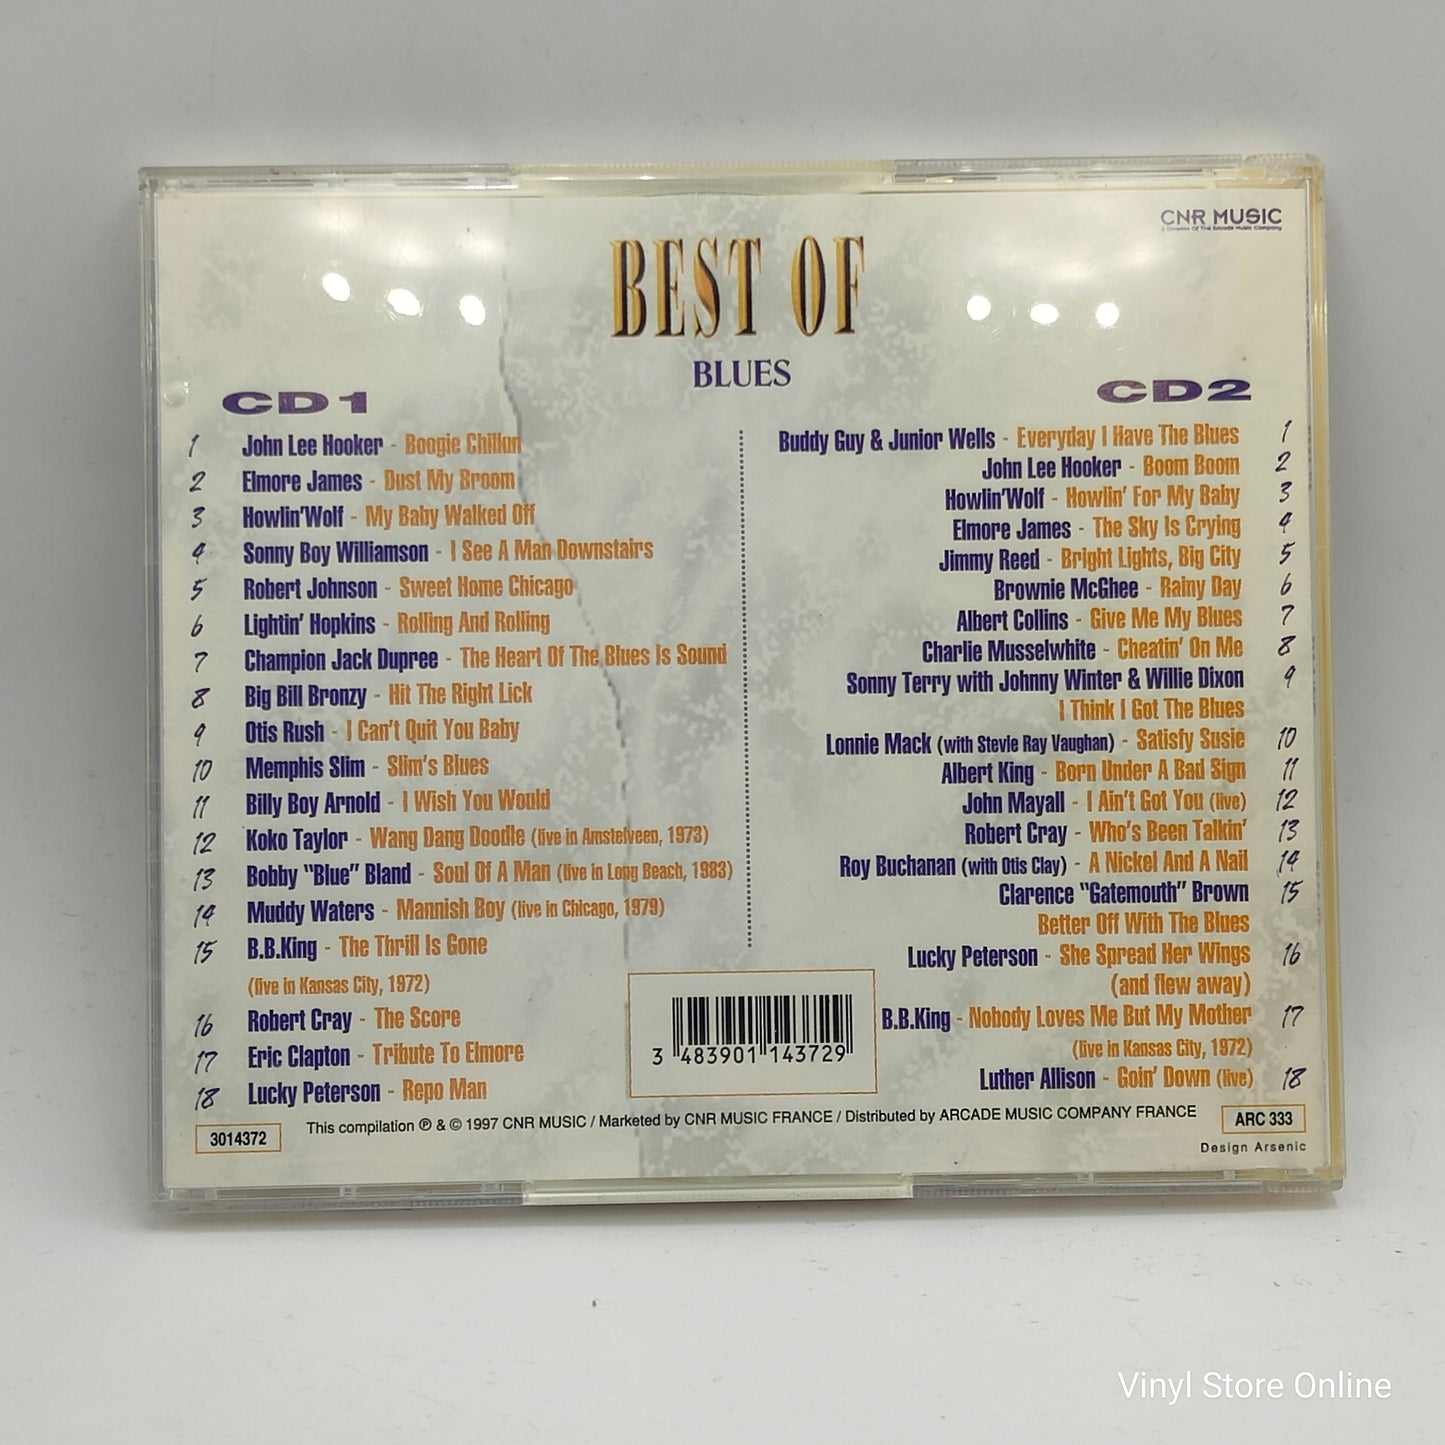 CNR MUSIC
A Division Of The Arcade Music Company
BEST OF
BLUES
CD 1
1 John Lee Hooker - Boogie Chillun
2 Elmore James - Dust My Broom
3 Howlin'Wolf - My Baby Walked Off
4 Sonny Boy Williamson - I See A Man Downstairs
5 Robert Johnson - Sweet Home Chicago
6 Lightin' Hopkins - Rolling And Rolling
7 Champion Jack Dupree - The Heart Of The Blues Is Sound
8 Big Bill Bronzy - Hit The Right Lick
9 Otis Rush - I Can't Quit You Baby
10 Memphis Slim - Slim's Blues
11 Billy Boy Arnold - I Wish You Would
12 Koko Taylor - Wang Dang Doodle (live in Amstelveen, 1973)
13 Bobby "Blue" Bland - Soul Of A Man (live in Long Beach, 1983)
14 Muddy Waters - Mannish Boy (live in Chicago, 1979)
15 B.B.King - The Thrill Is Gone
(live in Kansas City, 1972)
16 Robert Cray - The Score
17 Eric Clapton - Tribute To Elmore
18 Lucky Peterson - Repo Man
CD 2
Buddy Guy & Junior Wells - Everyday I Have The Blues 1
John Lee Hooker - Boom Boom 2
Howlin'Wolf - Howlin' For My Baby 3
Elmore James - The Sky Is Crying 4
Jimmy Reed - Bright Lights, Big City 5
Brownie McGhee - Rainy Day 6
Albert Collins - Give Me My Blues 7
Charlie Musselwhite - Cheatin' On Me 8
Sonny Terry with Johnny Winter & Willie Dixon 9
I Think I Got The Blues
Lonnie Mack (with Stevie Ray Vaughan) - Satisfy Susie 10
Albert King - Born Under A Bad Sign 11
John Mayall - I Ain't Got You (live) 12
Robert Cray - Who's Been Talkin' 13
Roy Buchanan (with Otis Clay) - A Nickel And A Nail 14
Clarence "Gatemouth" Brown 15
Better Off With The Blues
Lucky Peterson - She Spread Her Wings 16
(and flew away)
B.B.King - Nobody Loves Me But My Mother 17
(live in Kansas City, 1972)
Luther Allison - Goin' Down (live) 18
3 483901 143729
This compilation ℗ & © 1997 CNR MUSIC / Marketed by CNR MUSIC FRANCE / Distributed by ARCADE MUSIC COMPANY FRANCE
3014372
ARC 333
Design Arsenic
Vinyl Store Online